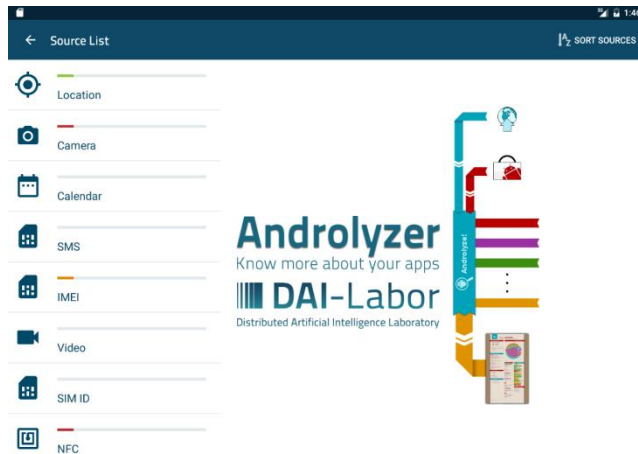 1:46
Source List
SORT SOURCES
Location
Camera
Calendar
SMS
IMEI
Video
SIM ID
NFC
Androlyzer
Know more about your apps
DAI-Labor
Distributed Artificial Intelligence Laboratory
Androlyze!